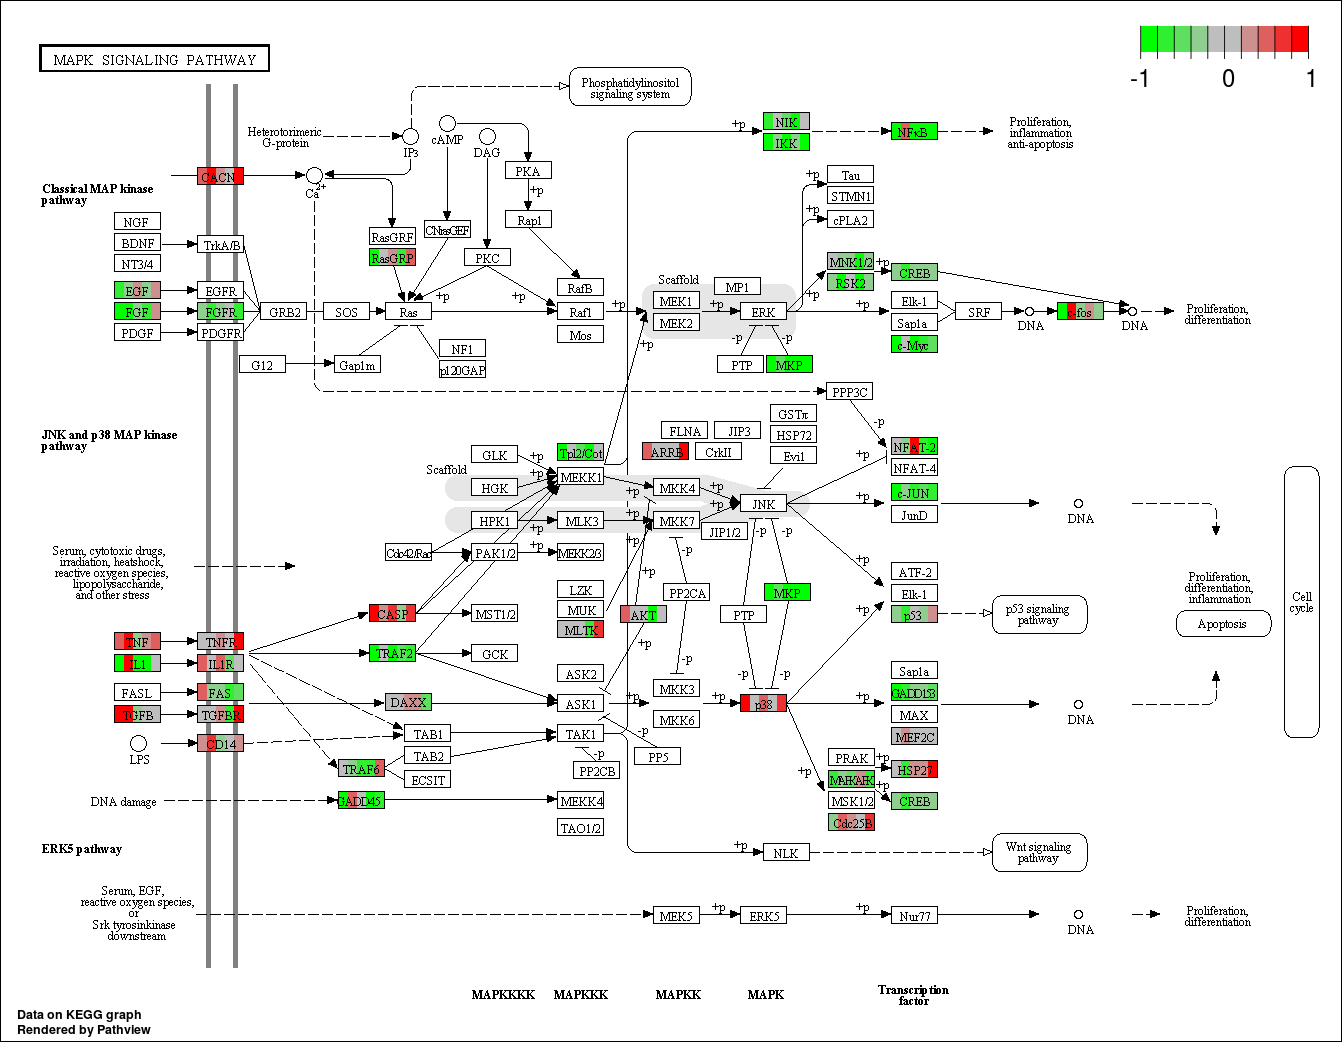 MAPK SIGNALING PATHWAY
-1 0 1
Phosphatidylinositol
signaling system
Heterotorimeric
G-protein
IP3
cAMP
DAG
+p
NIK
IKK
NFκB
Proliferation,
inflammation
anti-apoptosis
CACN
Ca2+
PKA
+p
Rap1
Classical MAP kinase
pathway
NGF
BDNF
NT3/4
EGF
FGF
PDGF
TrkA/B
EGFR
FGFR
PDGFR
GRB2
SOS
G12
Gap1m
RasGRF
RasGRP
CNrasGEF
PKC
Ras
+p
+p
NF1
p120GAP
RafB
Raf1
Mos
+p
+p
Scaffold
MEK1
MEK2
MP1
+p
ERK
-p
-p
PTP
MKP
+p
+p
+p
+p
Tau
STMN1
cPLA2
MNK1/2
RSK2
+p
CREB
Elk-1
Sap1a
c-Myc
SRF
DNA
c-fos
DNA
Proliferation,
differentiation
PPP3C
-p
JNK and p38 MAP kinase
pathway
Scaffold
GLK
HGK
HPK1
+p
+p
+p
+p
Tpl2/Cot
MEKK1
MLK3
MEKK2/3
Cdc42/Rac
PAK1/2
+p
+p
+p
FLNA
JIP3
ARRB
CrkII
GSTπ
HSP72
Evi1
MKK4
MKK7
+p
+p
JNK
JIP1/2
+p
+p
+p
NFAT-2
NFAT-4
c-JUN
JunD
DNA
ATF-2
Elk-1
p53
p53 signaling
pathway
Proliferation,
differentiation,
inflammation
Apoptosis
Cell
cycle
Serum, cytotoxic drugs,
irradiation, heatshock,
reactive oxygen species,
lipopolysaccharide,
and other stress
CASP
MST1/2
TRAF2
GCK
LZK
MUK
MLTK
+p
AKT
+p
-p
PP2CA
-p
-p
-p
PTP
MKP
-p
-p
+p
TNF
IL1
FASL
TGFB
LPS
TNFR
IL1R
FAS
TGFBR
CD14
DAXX
ASK2
ASK1
+p
MKK3
MKK6
+p
p38
+p
Sap1a
GADD153
MAX
MEF2C
DNA
TAB1
TAB2
ECSIT
TRAF6
TAK1
-p
-p
PP2CB
PP5
+p
PRAK
MAPKAPK
MSK1/2
Cdc25B
+p
+p
HSP27
CREB
DNA damage
GADD45
MEKK4
TAO1/2
ERK5 pathway
+p
NLK
Wnt signaling
pathway
Serum, EGF,
reactive oxygen species,
or
Srk tyrosinkinase
downstream
MEK5
+p
ERK5
+p
Nur77
DNA
Proliferation,
differentiation
MAPKKKK
MAPKKK
MAPKK
MAPK
Transcription
factor
Data on KEGG graph
Rendered by Pathview